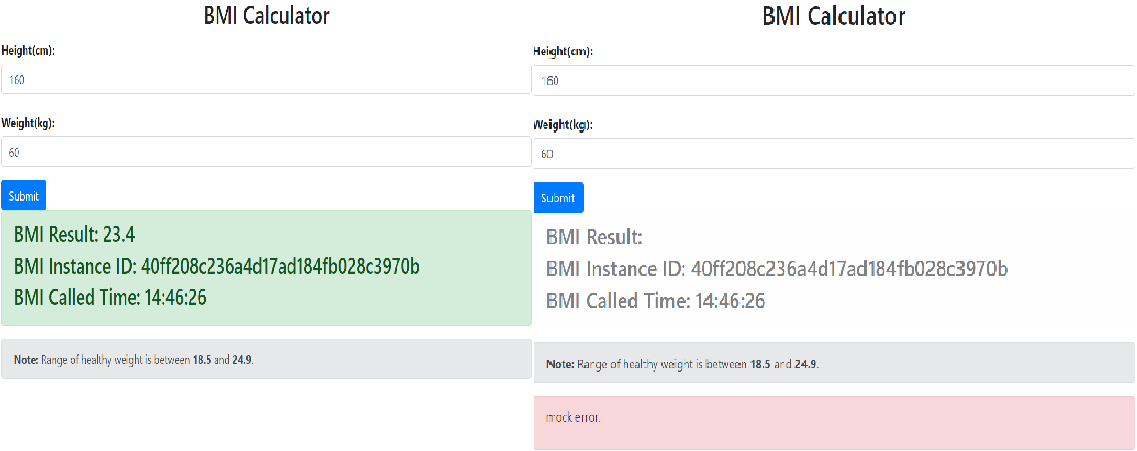 BMI Calculator
Height(cm):
160
Weight(kg):
60
Submit
BMI Result: 23.4
BMI Instance ID: 40ff208c236a4d17ad184fb028c3970b
BMI Called Time: 14:46:26
Note: Range of healthy weight is between 18.5 and 24.9.
BMI Calculator
Height(cm):
160
Weight(kg):
60
Submit
BMI Result:
BMI Instance ID: 40ff208c236a4d17ad184fb028c3970b
BMI Called Time: 14:46:26
Note: Range of healthy weight is between 18.5 and 24.9.
mock error.